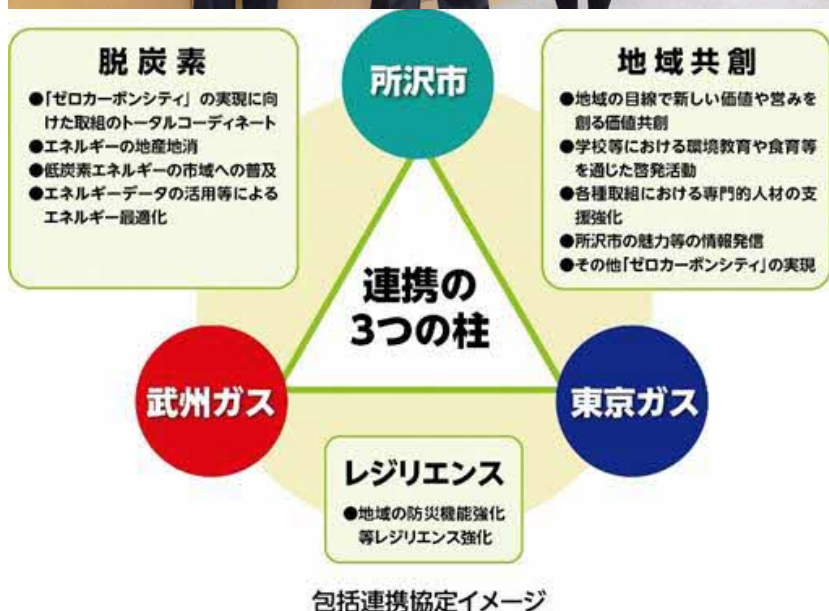 脱炭素
●「ゼロカーボンシティ」の実現に向
けた取組のトータルコーディネート
●エネルギーの地産地消
●低炭素エネルギーの市域への普及
●エネルギーデータの活用等による
エネルギー最適化
所沢市
地域共創
●地域の目線で新しい価値や営みを
創る価値共創
●学校等における環境教育や食育等
を通じた啓発活動
●各種取組における専門的人材の支
援強化
●所沢市の魅力等の情報発信
●その他「ゼロカーボンシティ」の実現
連携の
3つの柱
武州ガス
東京ガス
レジリエンス
●地域の防災機能強化
等レジリエンス強化
包括連携協定イメージ